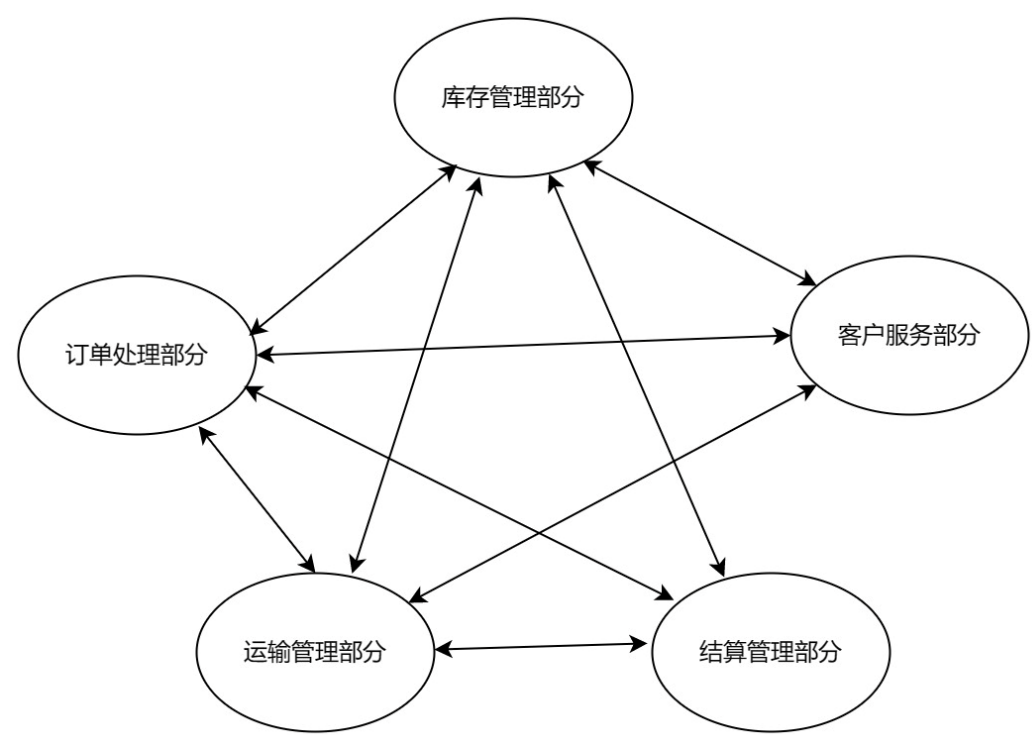 库存管理部分
客户服务部分
订单处理部分
运输管理部分
结算管理部分